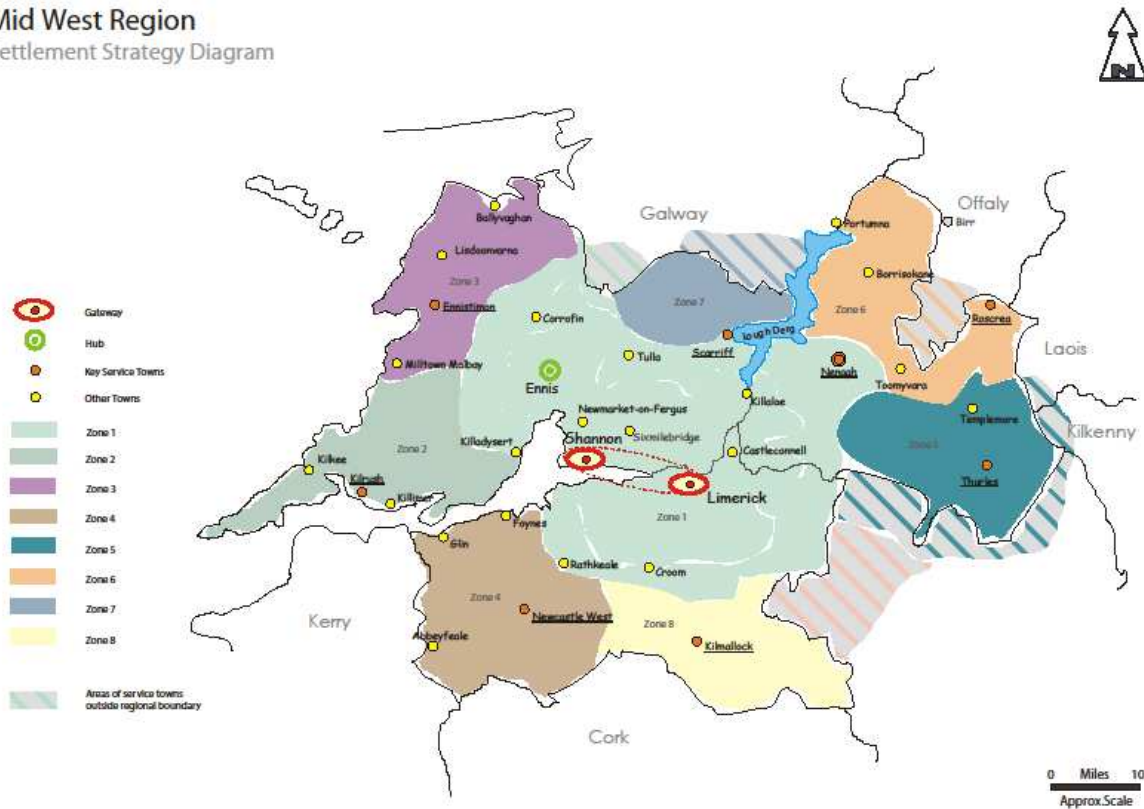 Mid West Region
ettlement Strategy Diagram
N
Galway
Offaly
Birr
Portumna
Ballyvaghan
Lisdoonvarna
Borrisokane
Zone 3
Zone 7
Zone 6
Ennistimon
Roscrea
Gateway
Corrofin
Lough Derg
Hub
Scarriff
Laois
Key Service Towns
Milltown Malbay
Tulla
Nenagh
Toomyvara
Other Towns
Ennis
Killaloe
Templemore
Zone 1
Newmarket-on-Fergus
Kilkenny
Zone 2
Shannon
Sixmilebridge
Zone 5
Killadysert
Zone 2
Castleconnell
Kilkee
Kilrush
Thurles
Zone 3
Killimer
Limerick
Zone 4
Foynes
Zone 1
Zone 5
Glin
Zone 6
Rathkeale
Croom
Zone 7
Zone 4
Newcastle West
Kerry
Zone 8
Zone 8
Abbeyfeale
Kilmallock
Areas of service towns
outside regional boundary
Cork
0 Miles 10
Approx.Scale